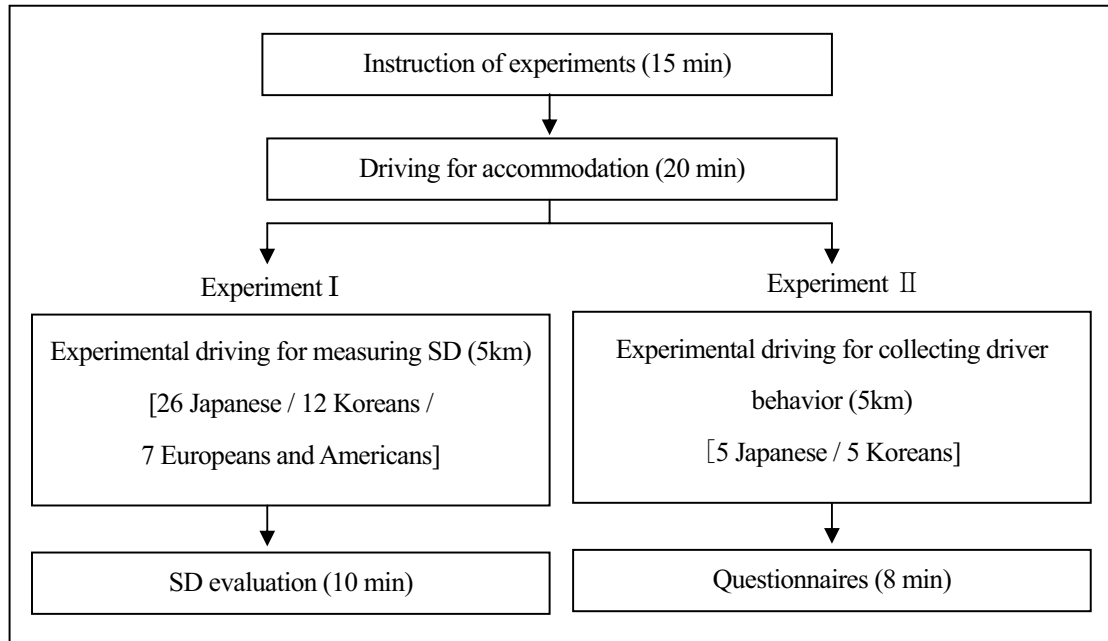 Instruction of experiments (15 min)
Driving for accommodation (20 min)
Experiment Ⅰ
Experimental driving for measuring SD (5km)
[26 Japanese / 12 Koreans /
7 Europeans and Americans]
SD evaluation (10 min)
Experiment Ⅱ
Experimental driving for collecting driver
behavior (5km)
［5 Japanese / 5 Koreans]
Questionnaires (8 min)